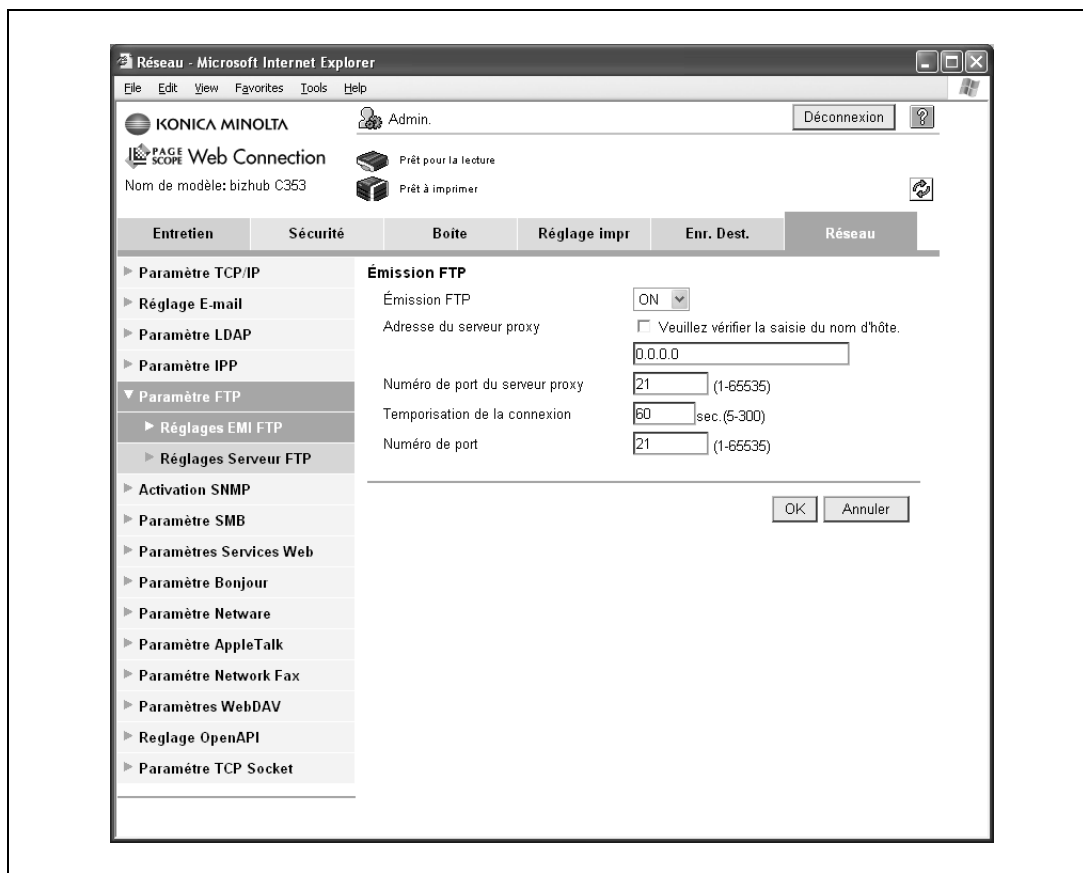 Réseau - Microsoft Internet Explorer
File Edit View Favorites Tools Help
KONICA MINOLTA
Admin.
Déconnexion
?
PAGE SCOPE Web Connection
Prêt pour la lecture
Nom de modèle: bizhub C353
Prêt à imprimer
Entretien Sécurité Boîte Réglage impr Enr. Dest. Réseau
Paramètre TCP/IP
Réglage E-mail
Paramètre LDAP
Paramètre IPP
Paramètre FTP
Réglages EMI FTP
Réglages Serveur FTP
Activation SNMP
Paramètre SMB
Paramètres Services Web
Paramètre Bonjour
Paramètre Netware
Paramètre AppleTalk
Paramétre Network Fax
Paramètres WebDAV
Reglage OpenAPI
Paramétre TCP Socket
Émission FTP
Émission FTP ON
Adresse du serveur proxy Veuillez vérifier la saisie du nom d'hôte.
0.0.0.0
Numéro de port du serveur proxy 21 (1-65535)
Temporisation de la connexion 60 sec.(5-300)
Numéro de port 21 (1-65535)
OK Annuler